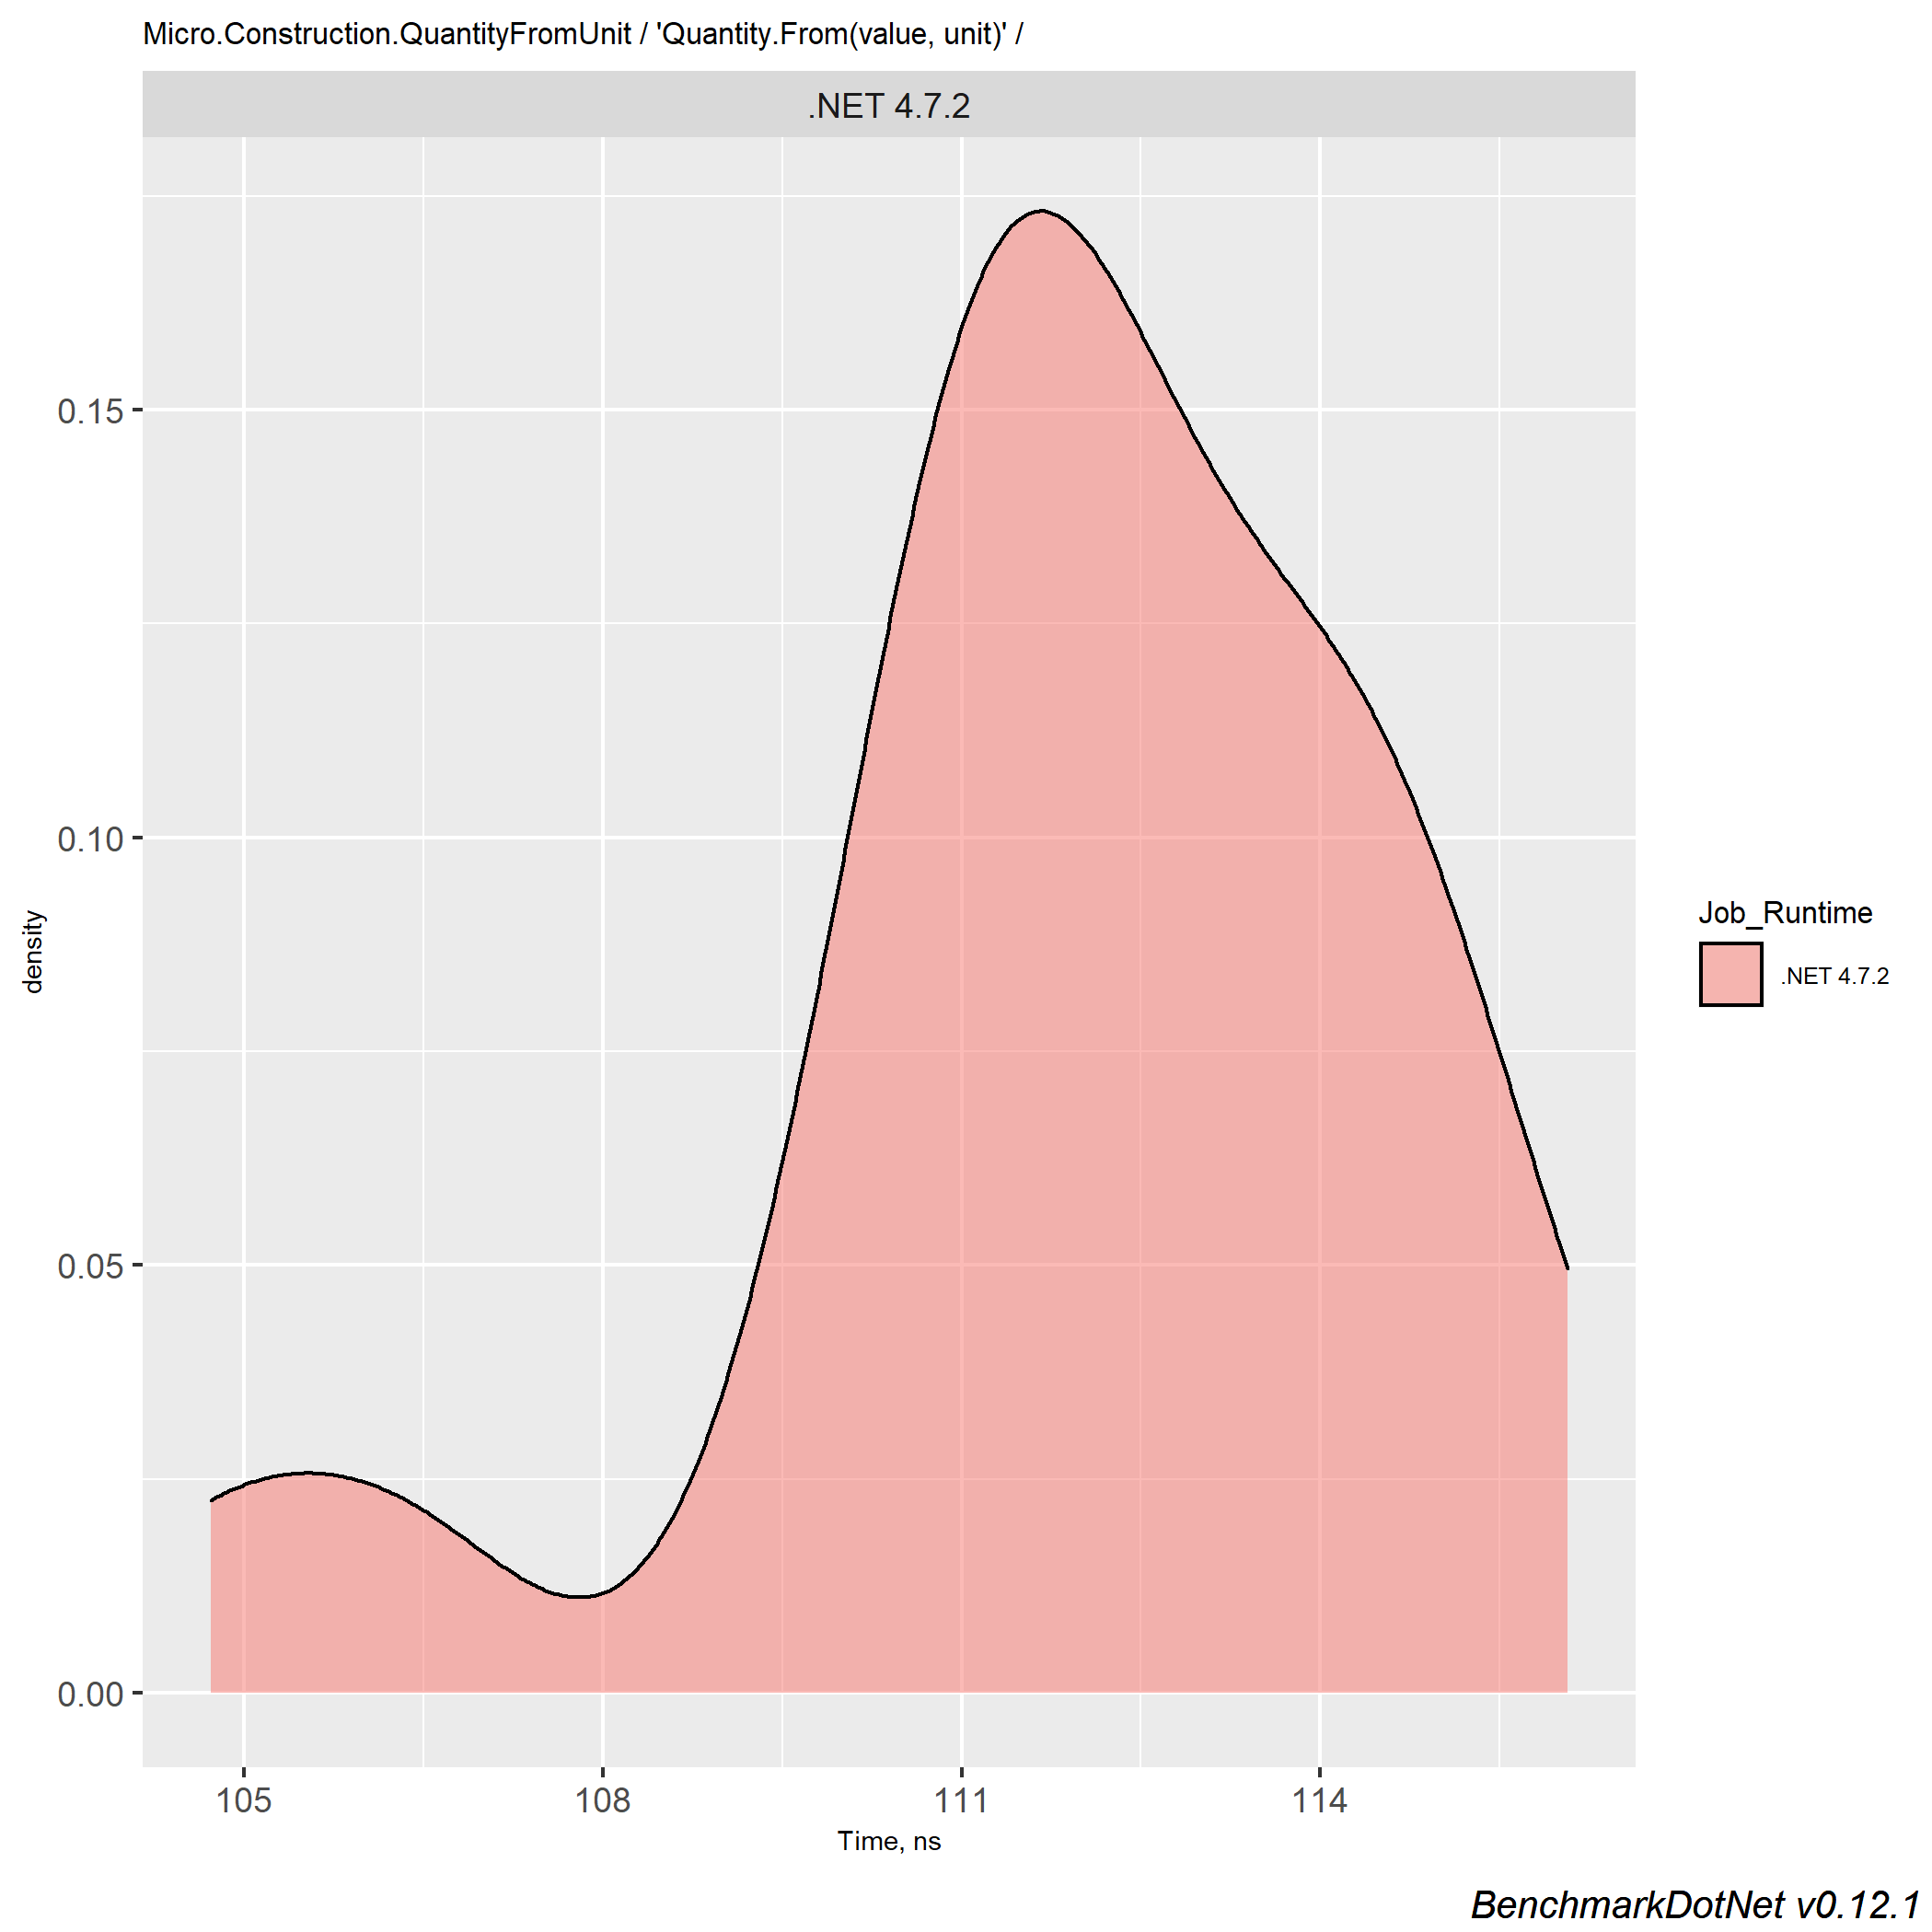 Micro.Construction.QuantityFromUnit / 'Quantity.From(value, unit)' /
.NET 4.7.2
0.15
0.10
0.05
0.00
density
105 108 111 114
Time, ns
Job_Runtime
.NET 4.7.2
BenchmarkDotNet v0.12.1